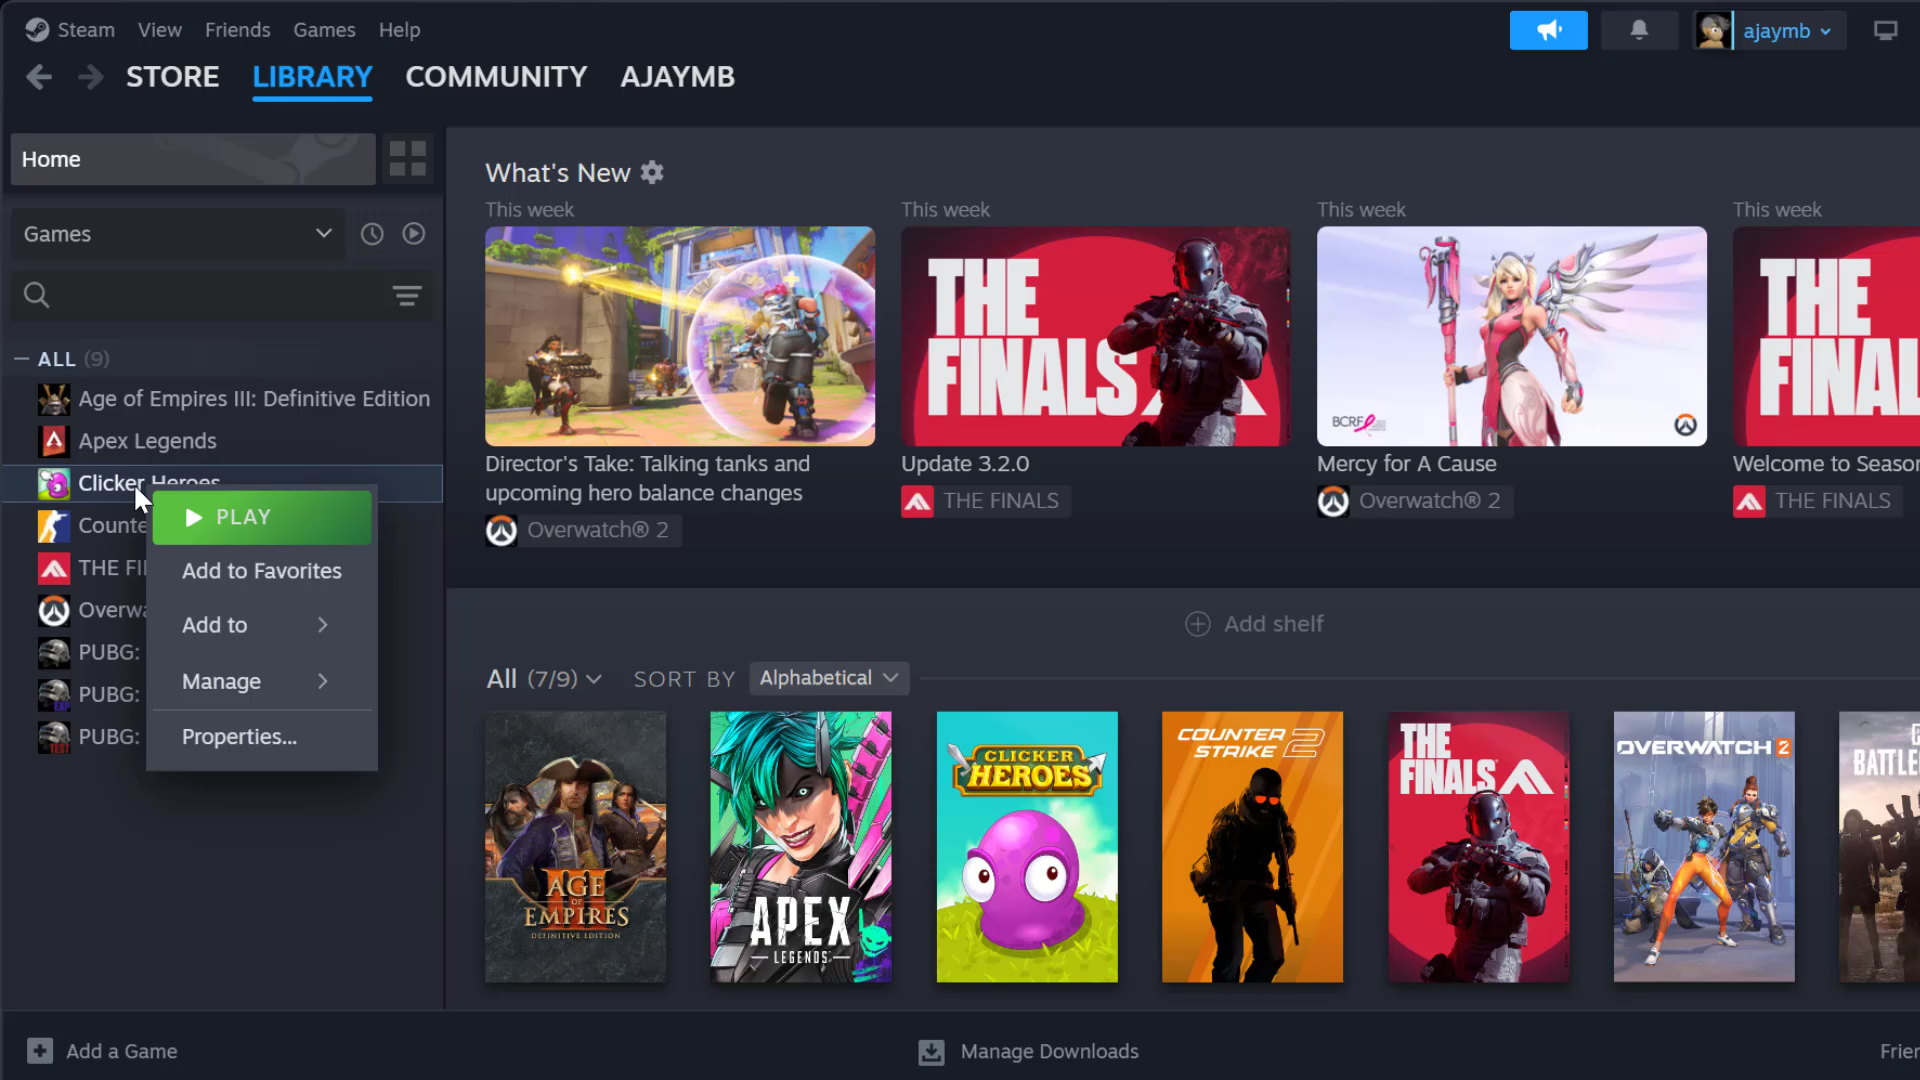 Steam View Friends Games Help
ajaymb
STORE LIBRARY COMMUNITY AJAYMB
Home
Games
ALL (9)
Age of Empires III: Definitive Edition
Apex Legends
Clicker Heroes
Counte
THE FI
Overwa
PUBG:
PUBG:
PUBG:
PLAY
Add to Favorites
Add to
Manage
Properties...
What's New
This week
This week
This week
This week
THE
FINALS
BCRF
THE
FINALS
Director's Take: Talking tanks and
upcoming hero balance changes
Overwatch® 2
Update 3.2.0
THE FINALS
Mercy for A Cause
Overwatch® 2
Welcome to Season
THE FINALS
Add shelf
All (7/9) SORT BY Alphabetical
AGE
OF
EMPIRES
III
DEFINITIVE EDITION
APEX
LEGENDS
CLICKER
HEROES
COUNTER
STRIKE 2
THE
FINALS
OVERWATCH 2
BATTLE
Add a Game
Manage Downloads
Frie